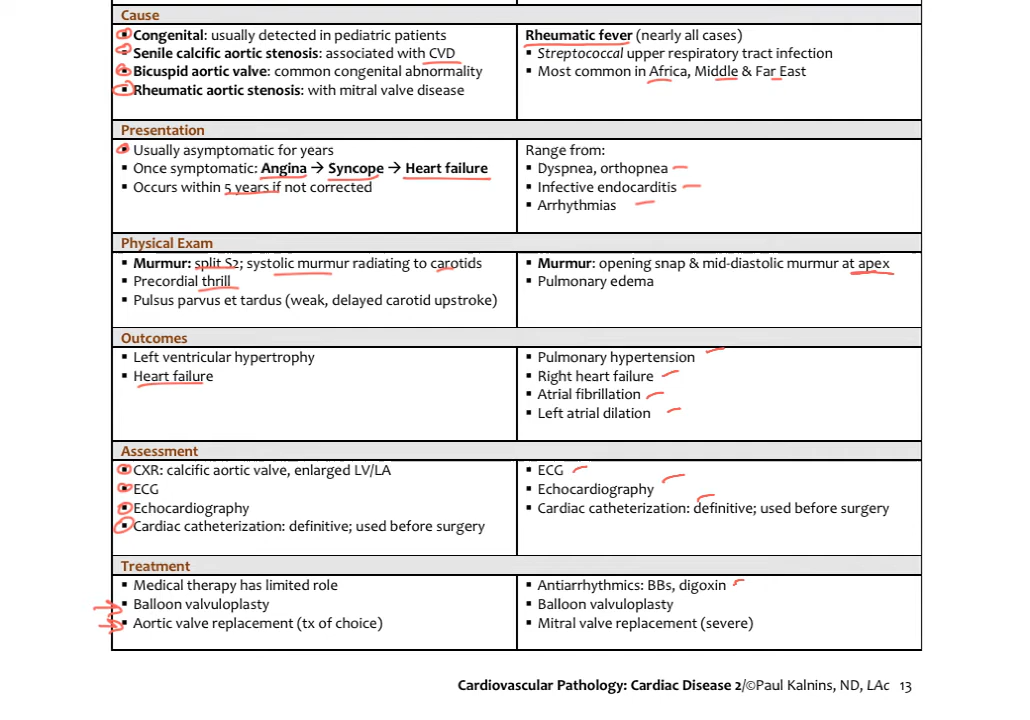 Cause
▪ Congenital: usually detected in pediatric patients
▪ Senile calcific aortic stenosis: associated with CVD
▪ Bicuspid aortic valve: common congenital abnormality
▪ Rheumatic aortic stenosis: with mitral valve disease
Rheumatic fever (nearly all cases)
▪ Streptococcal upper respiratory tract infection
▪ Most common in Africa, Middle & Far East
Presentation
▪ Usually asymptomatic for years
▪ Once symptomatic: Angina → Syncope → Heart failure
▪ Occurs within 5 years if not corrected
Range from:
▪ Dyspnea, orthopnea
▪ Infective endocarditis
▪ Arrhythmias
Physical Exam
▪ Murmur: split S2; systolic murmur radiating to carotids
▪ Precordial thrill
▪ Pulsus parvus et tardus (weak, delayed carotid upstroke)
▪ Murmur: opening snap & mid-diastolic murmur at apex
▪ Pulmonary edema
Outcomes
▪ Left ventricular hypertrophy
▪ Heart failure
▪ Pulmonary hypertension
▪ Right heart failure
▪ Atrial fibrillation
▪ Left atrial dilation
Assessment
▪ CXR: calcific aortic valve, enlarged LV/LA
▪ ECG
▪ Echocardiography
▪ Cardiac catheterization: definitive; used before surgery
▪ ECG
▪ Echocardiography
▪ Cardiac catheterization: definitive; used before surgery
Treatment
▪ Medical therapy has limited role
▪ Balloon valvuloplasty
▪ Aortic valve replacement (tx of choice)
▪ Antiarrhythmics: BBs, digoxin
▪ Balloon valvuloplasty
▪ Mitral valve replacement (severe)
Cardiovascular Pathology: Cardiac Disease 2/©Paul Kalnins, ND, LAc 13